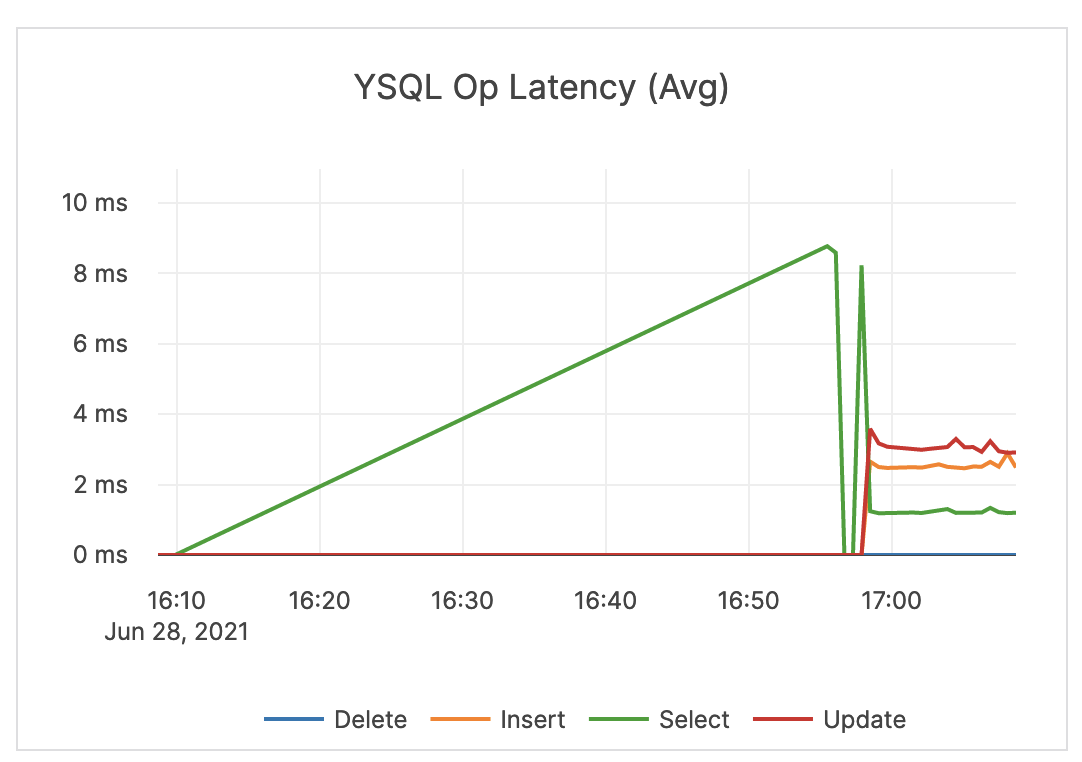 YSQL Op Latency (Avg)
10 ms
8 ms
6 ms
4 ms
2 ms
0 ms
16:10 16:20 16:30 16:40 16:50 17:00
Jun 28, 2021
Delete Insert Select Update